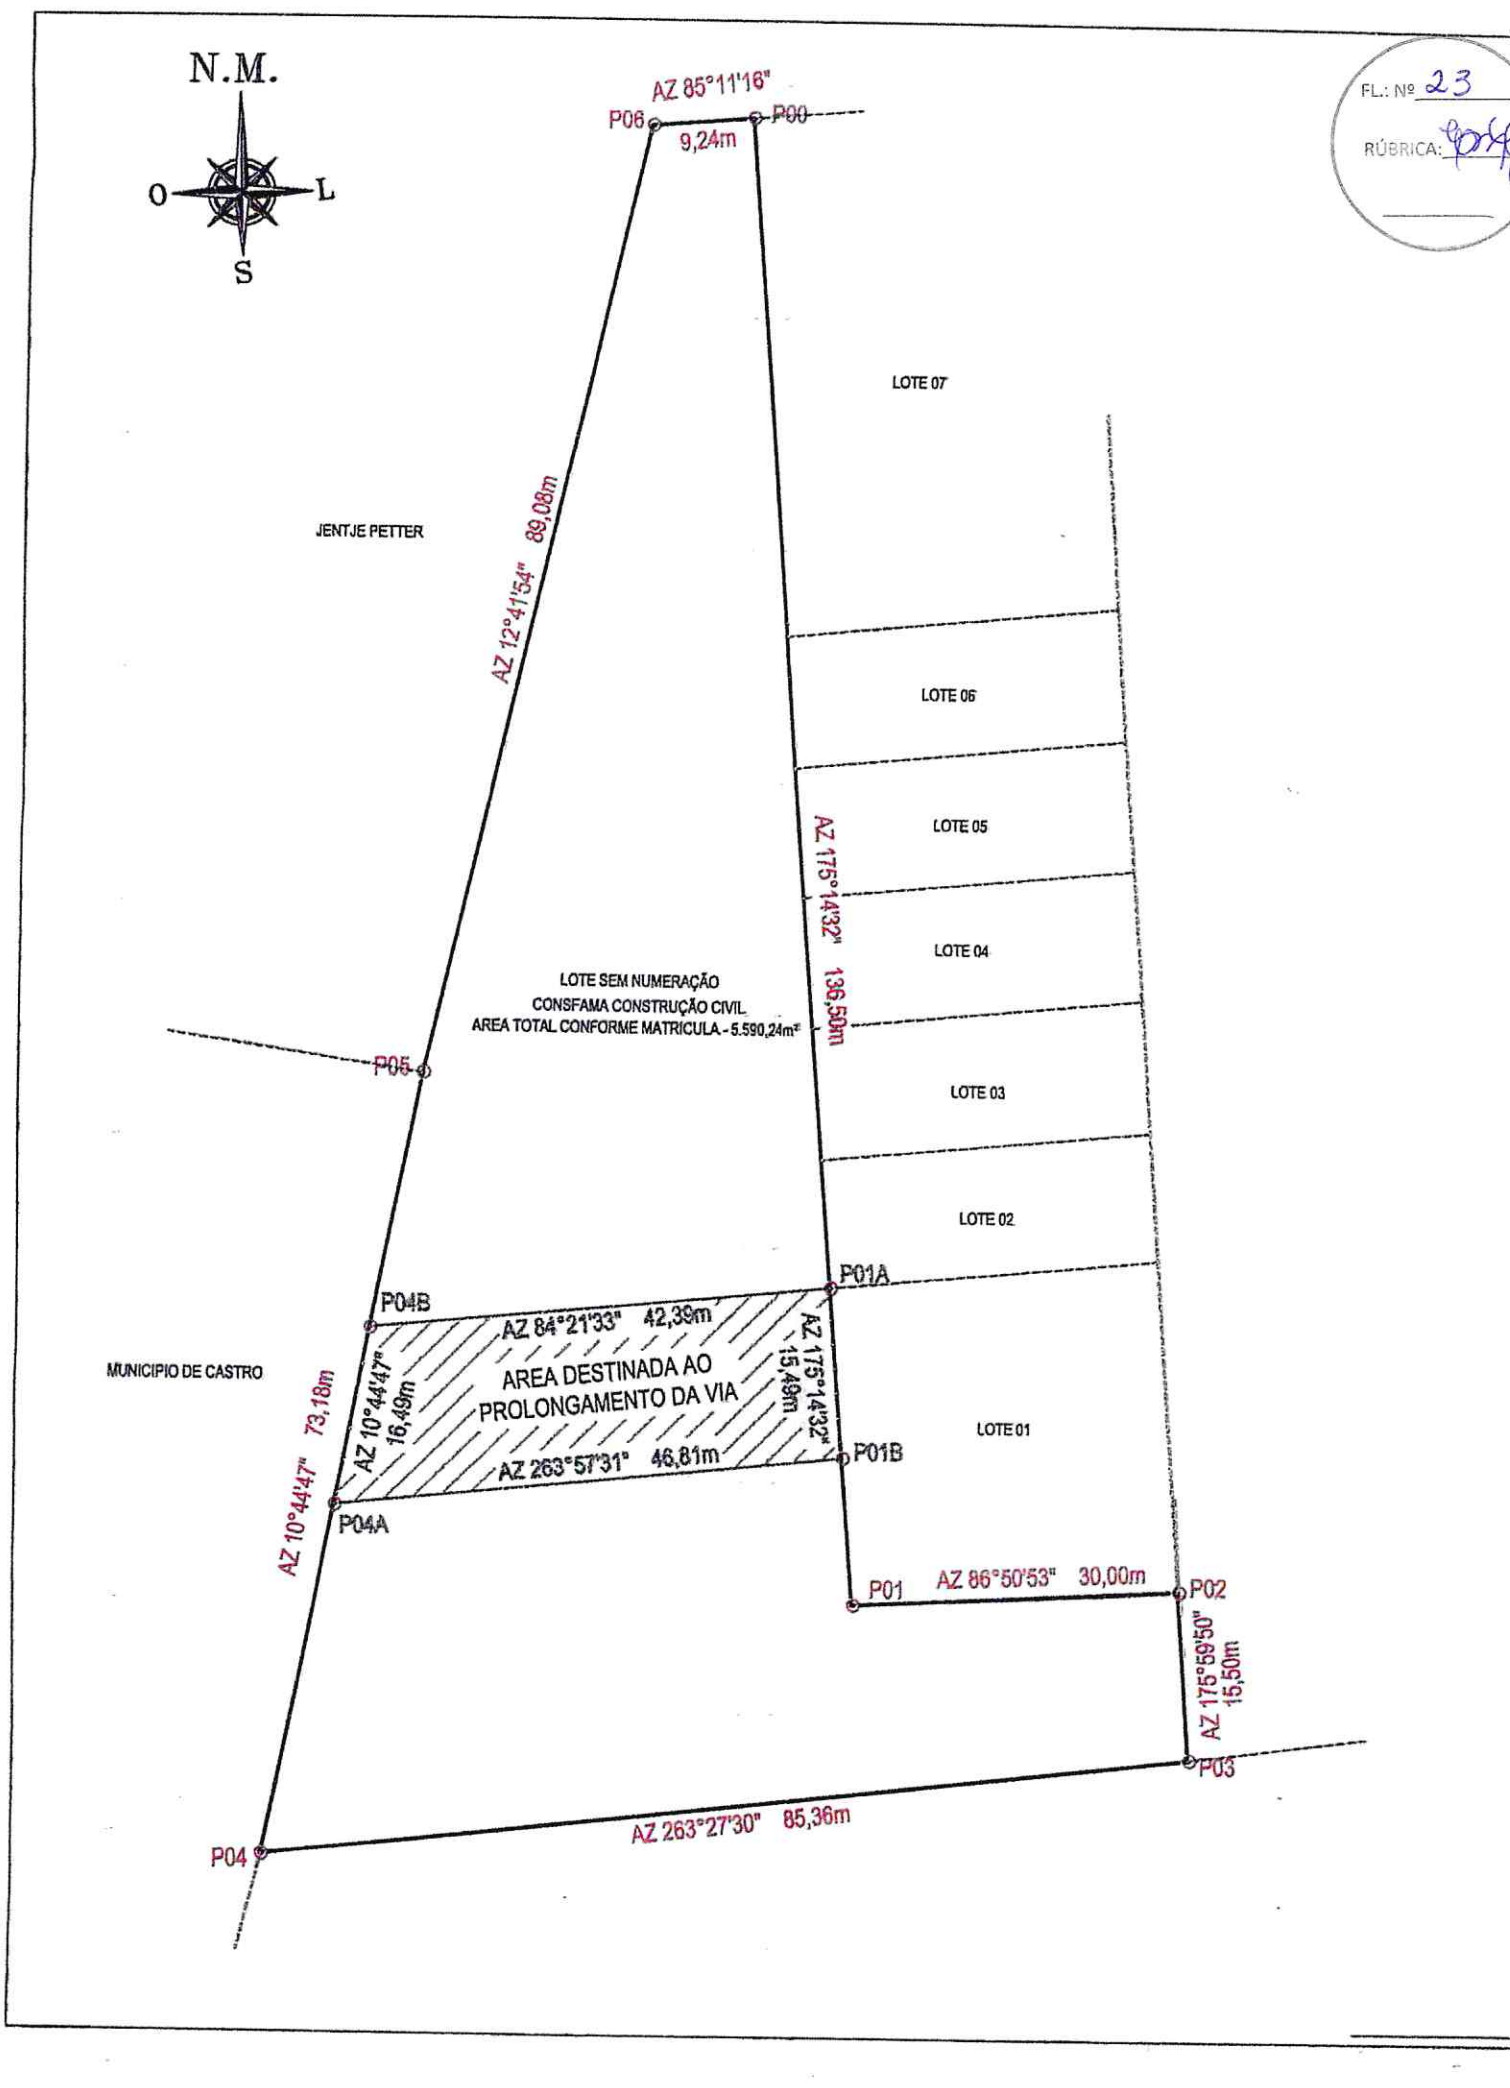 N.M.
O
L
S
FL.: Nº 23
RÚBRICA:
AZ 85°11'16"
P06
P00
9,24m
LOTE 07
JENTJE PETTER
AZ 12°41'54" 89,08m
LOTE 06
LOTE 05
AZ 175°14'32" 136,50m
LOTE 04
LOTE SEM NUMERAÇÃO
CONSFAMA CONSTRUÇÃO CIVIL
AREA TOTAL CONFORME MATRICULA - 5.590,24m²
P05
LOTE 03
LOTE 02
P01A
P04B
AZ 84°21'33" 42,39m
AZ 175°14'32"
15,49m
MUNICIPIO DE CASTRO
AZ 10°44'47"
16,49m
AREA DESTINADA AO
PROLONGAMENTO DA VIA
AZ 10°44'47" 73,18m
LOTE 01
P01B
AZ 263°57'31" 46,81m
P04A
P01
AZ 86°50'53" 30,00m
P02
AZ 175°59'50"
15,50m
P03
AZ 263°27'30" 85,36m
P04